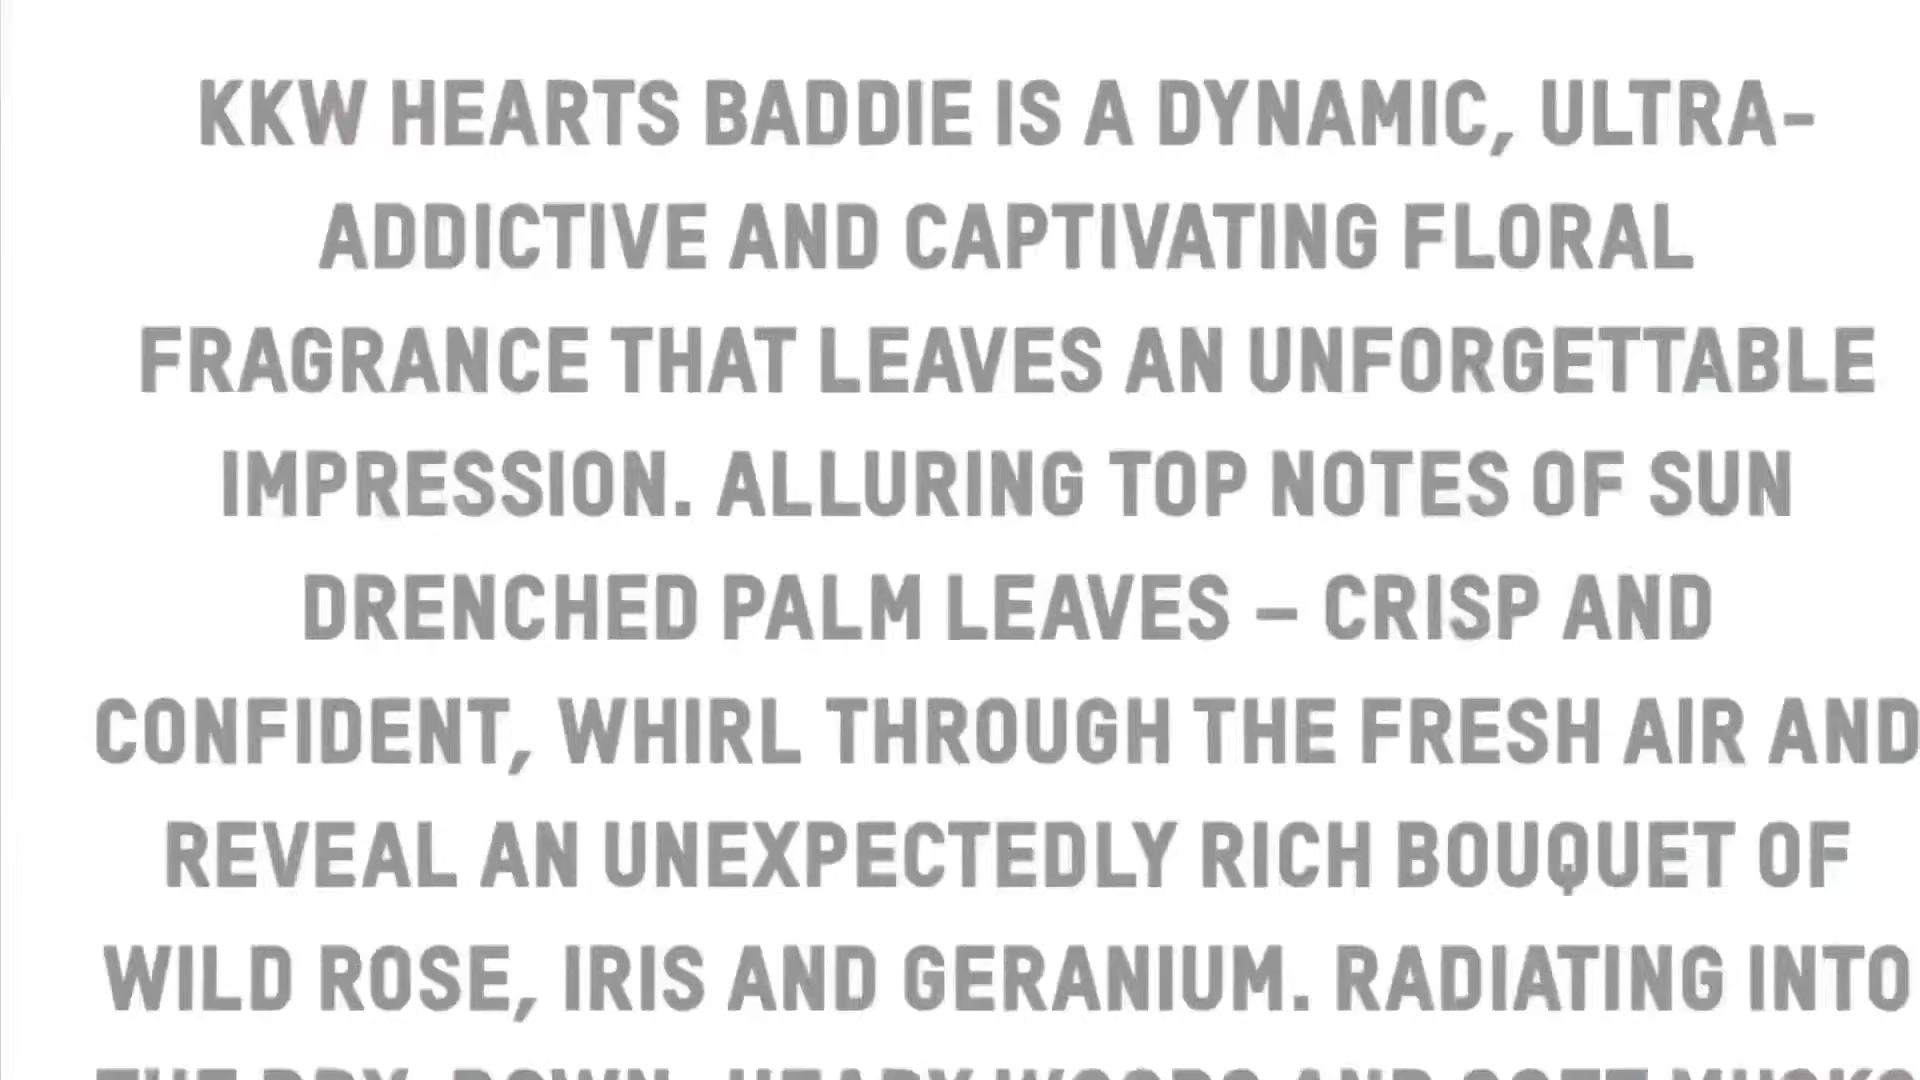 KKW HEARTS BADDIE IS A DYNAMIC, ULTRA-
ADDICTIVE AND CAPTIVATING FLORAL
FRAGRANCE THAT LEAVES AN UNFORGETTABLE
IMPRESSION. ALLURING TOP NOTES OF SUN
DRENCHED PALM LEAVES – CRISP AND
CONFIDENT, WHIRL THROUGH THE FRESH AIR AND
REVEAL AN UNEXPECTEDLY RICH BOUQUET OF
WILD ROSE, IRIS AND GERANIUM. RADIATING INTO